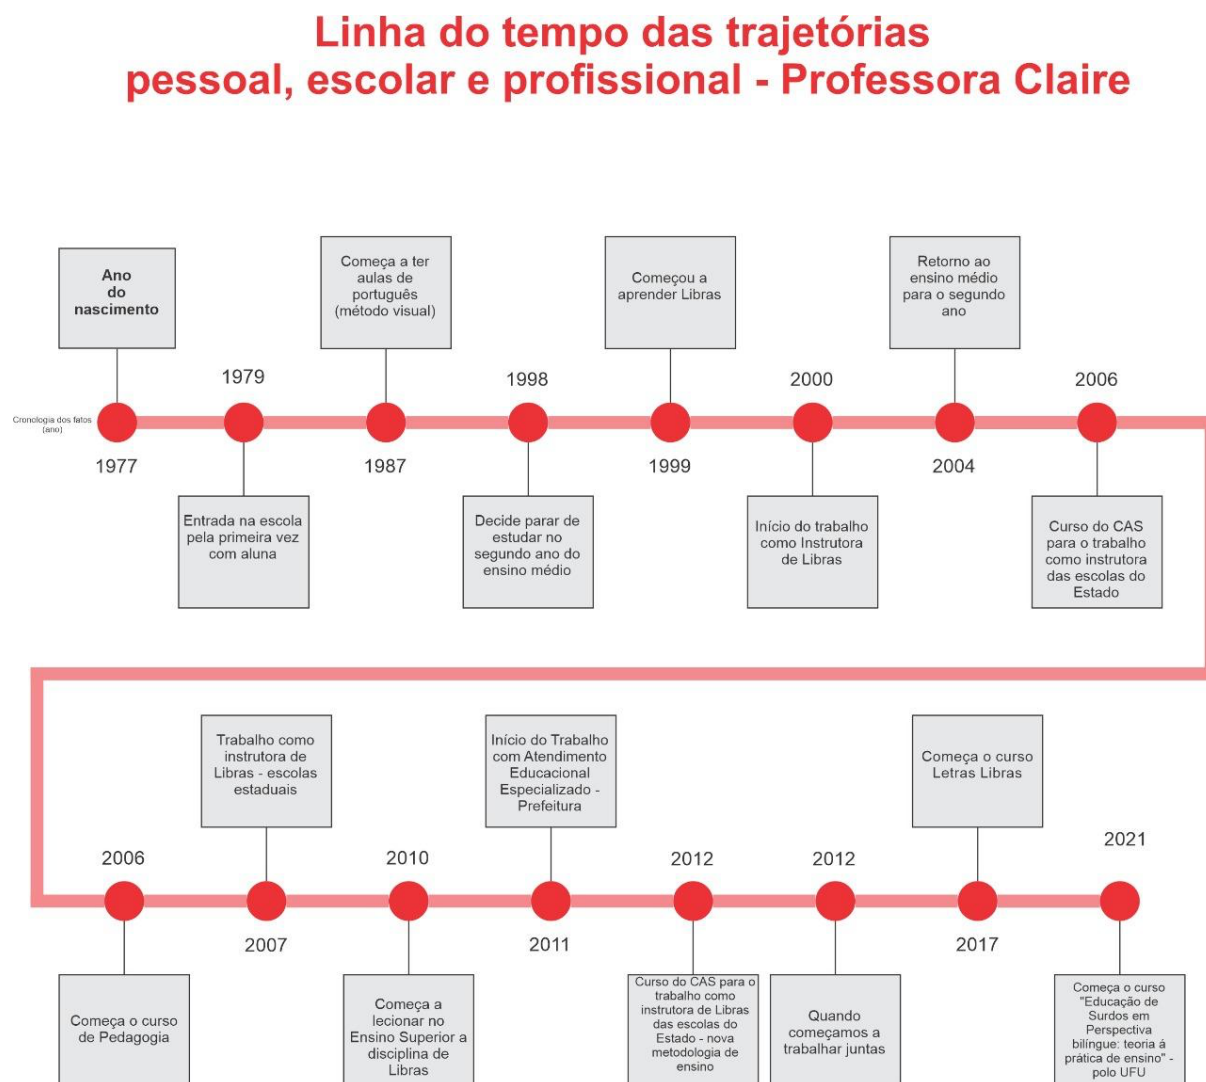 Linha do tempo das trajetórias
pessoal, escolar e profissional - Professora Claire
Ano
do
nascimento
Começa a ter
aulas de
português
(método visual)
Começou a
aprender Libras
Retorno ao
ensino médio
para o segundo
ano
1979
1998
2000
2006
Cronologia dos fatos
(ano)
1977
1987
1999
2004
Entrada na escola
pela primeira vez
com aluna
Decide parar de
estudar no
segundo ano do
ensino médio
Início do trabalho
como Instrutora
de Libras
Curso do CAS
para o trabalho
como instrutora
das escolas do
Estado
Trabalho como
instrutora de
Libras - escolas
estaduais
Início do Trabalho
com Atendimento
Educacional
Especializado -
Prefeitura
Começa o curso
Letras Libras
2006
2010
2012
2012
2021
2007
2011
2017
Começa o curso
de Pedagogia
Começa a
lecionar no
Ensino Superior a
disciplina de
Libras
Curso do CAS para o
trabalho como
instrutora de Libras
das escolas do
Estado - nova
metodologia de
ensino
Quando
começamos a
trabalhar juntas
Começa o curso
"Educação de
Surdos em
Perspectiva
bilíngue: teoria á
prática de ensino" -
polo UFU